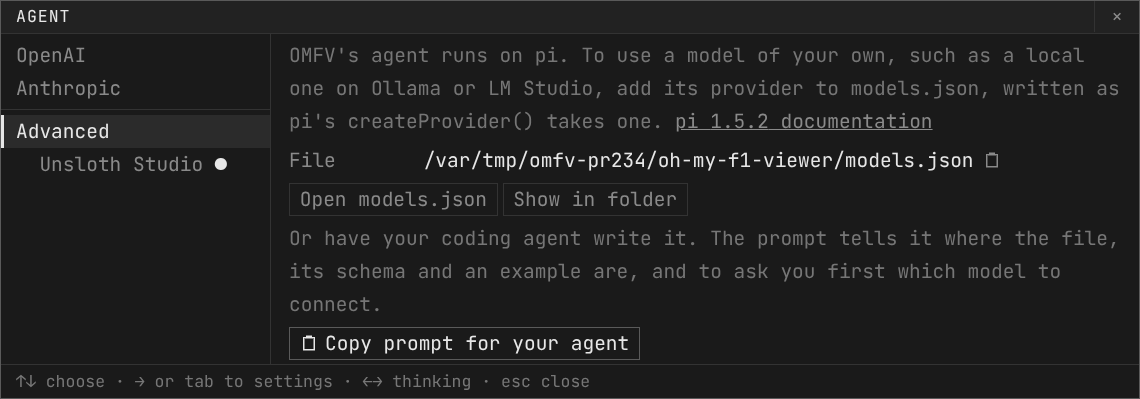 AGENT ×
OpenAI
Anthropic
Advanced
Unsloth Studio
OMFV's agent runs on pi. To use a model of your own, such as a local
one on Ollama or LM Studio, add its provider to models.json, written as
pi's createProvider() takes one. pi 1.5.2 documentation
File /var/tmp/omfv-pr234/oh-my-f1-viewer/models.json
Open models.json Show in folder
Or have your coding agent write it. The prompt tells it where the file,
its schema and an example are, and to ask you first which model to
connect.
Copy prompt for your agent
↑↓ choose · → or tab to settings · ←→ thinking · esc close